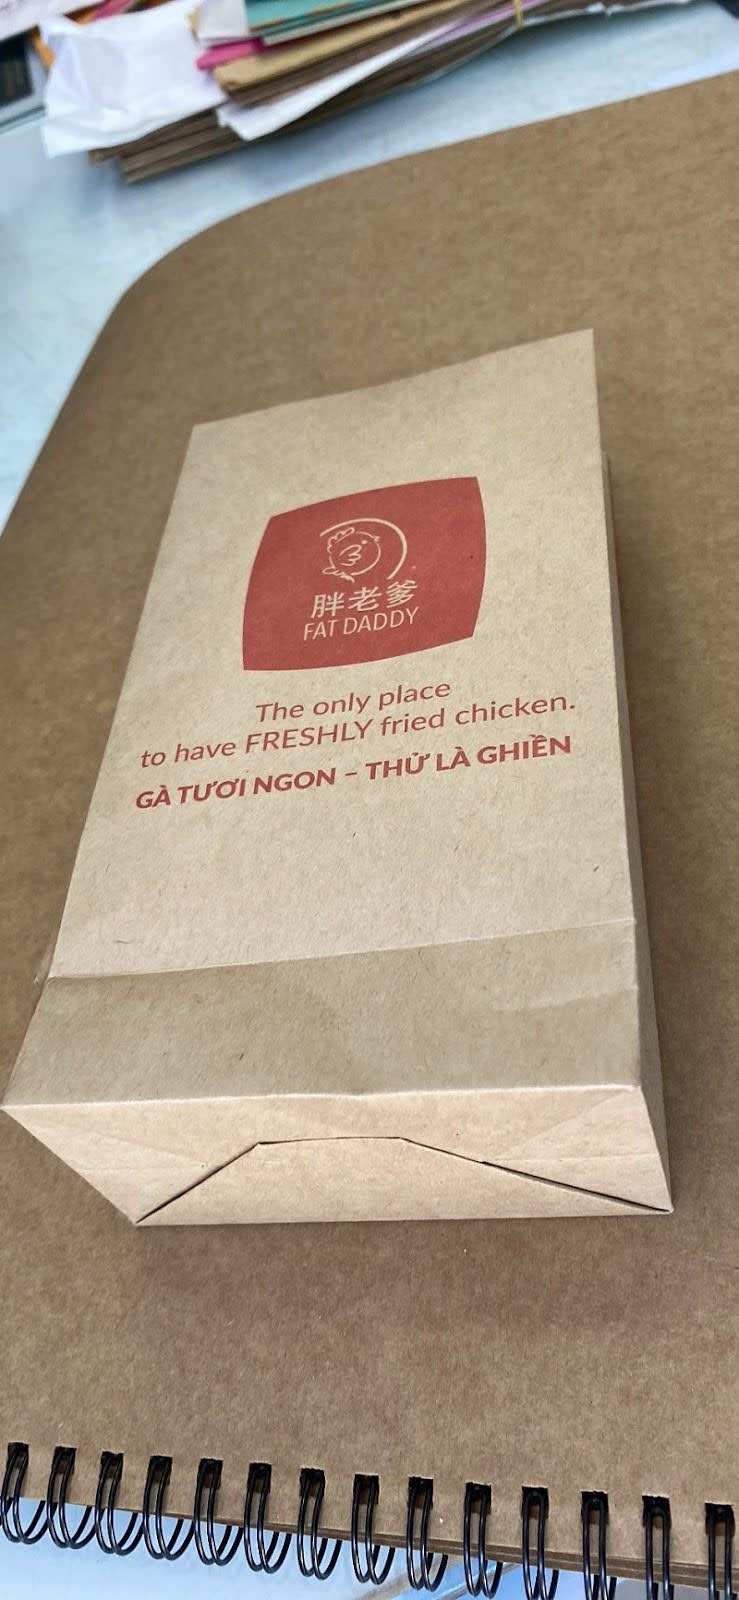 胖老爹
FAT DADDY
The only place
to have FRESHLY fried chicken.
GÀ TƯƠI NGON – THỬ LÀ GHIỀN